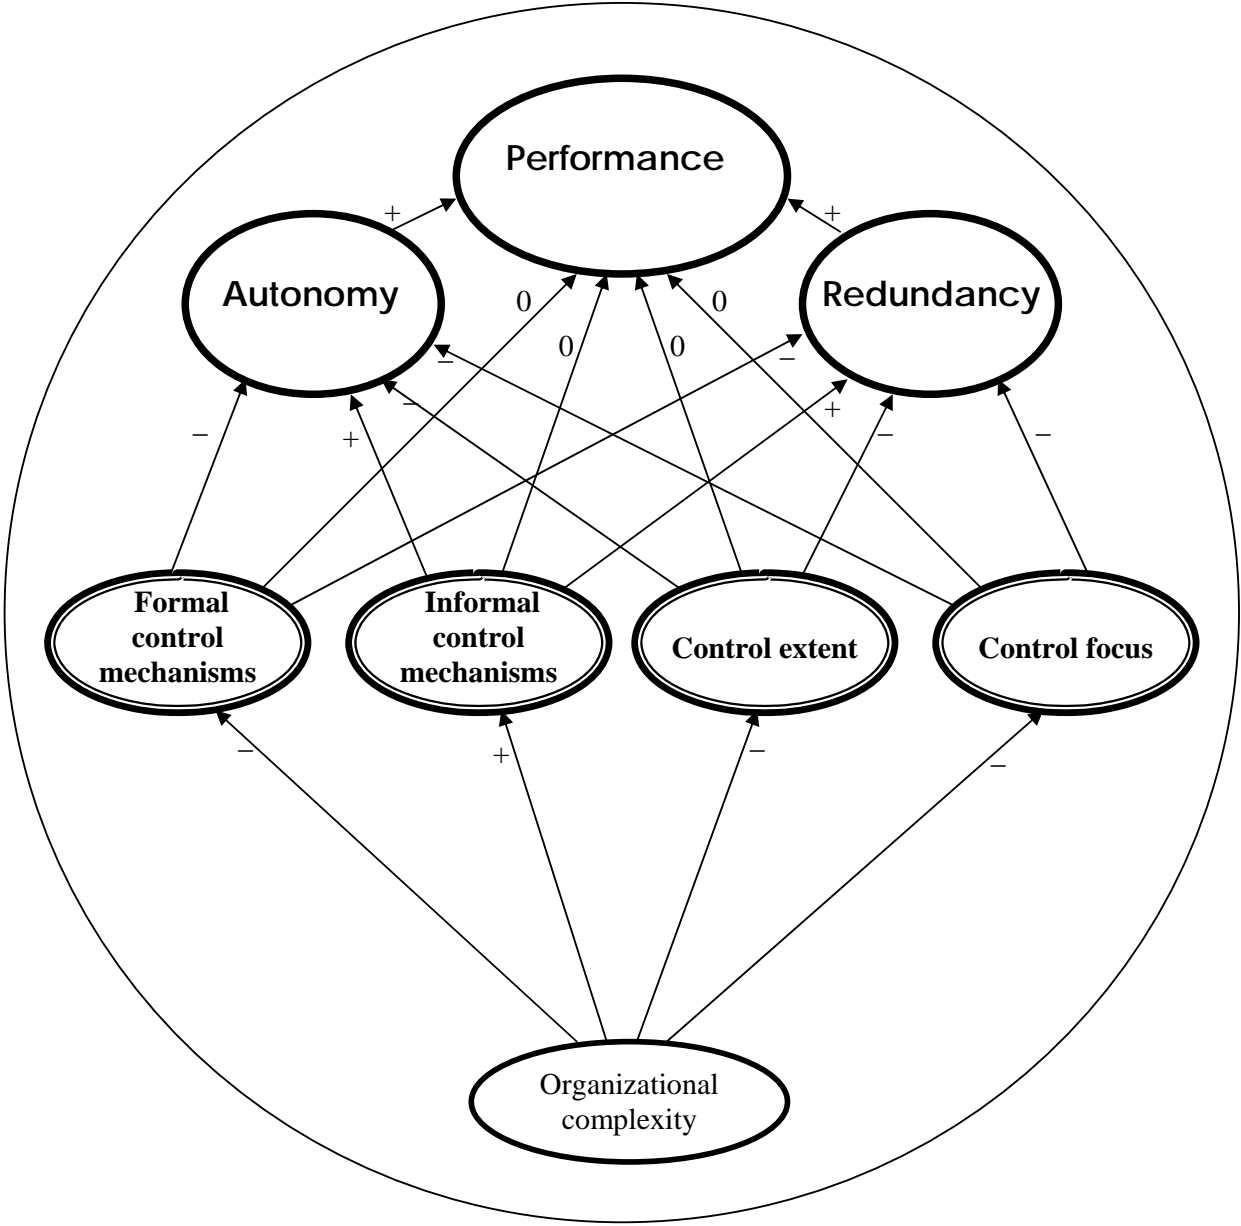 Performance
+
+
Autonomy
Redundancy
0
0
0
0
–
–
–
+
–
+
–
–
Formal
control
mechanisms
Informal
control
mechanisms
Control extent
Control focus
–
+
–
–
Organizational
complexity